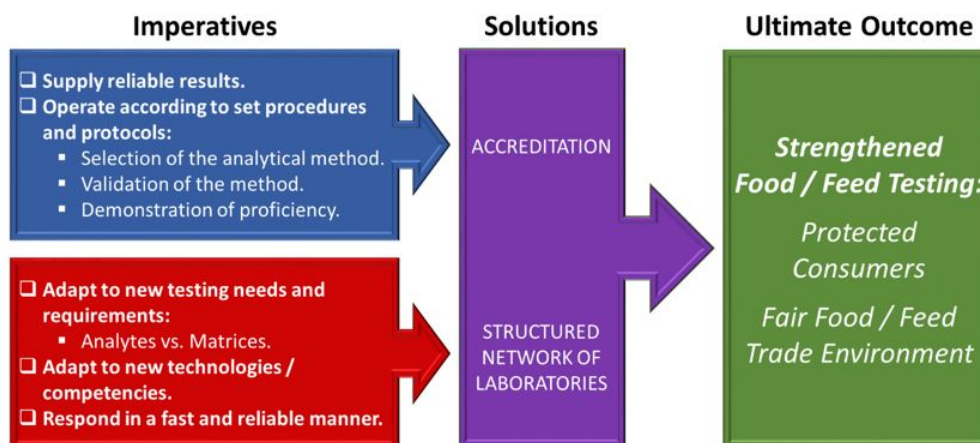 Imperatives
❑ Supply reliable results.
❑ Operate according to set procedures
and protocols:
▪ Selection of the analytical method.
▪ Validation of the method.
▪ Demonstration of proficiency.
❑ Adapt to new testing needs and
requirements:
▪ Analytes vs. Matrices.
❑ Adapt to new technologies /
competencies.
❑ Respond in a fast and reliable manner.
Solutions
ACCREDITATION
STRUCTURED
NETWORK OF
LABORATORIES
Ultimate Outcome
Strengthened
Food / Feed Testing:
Protected
Consumers
Fair Food / Feed
Trade Environment